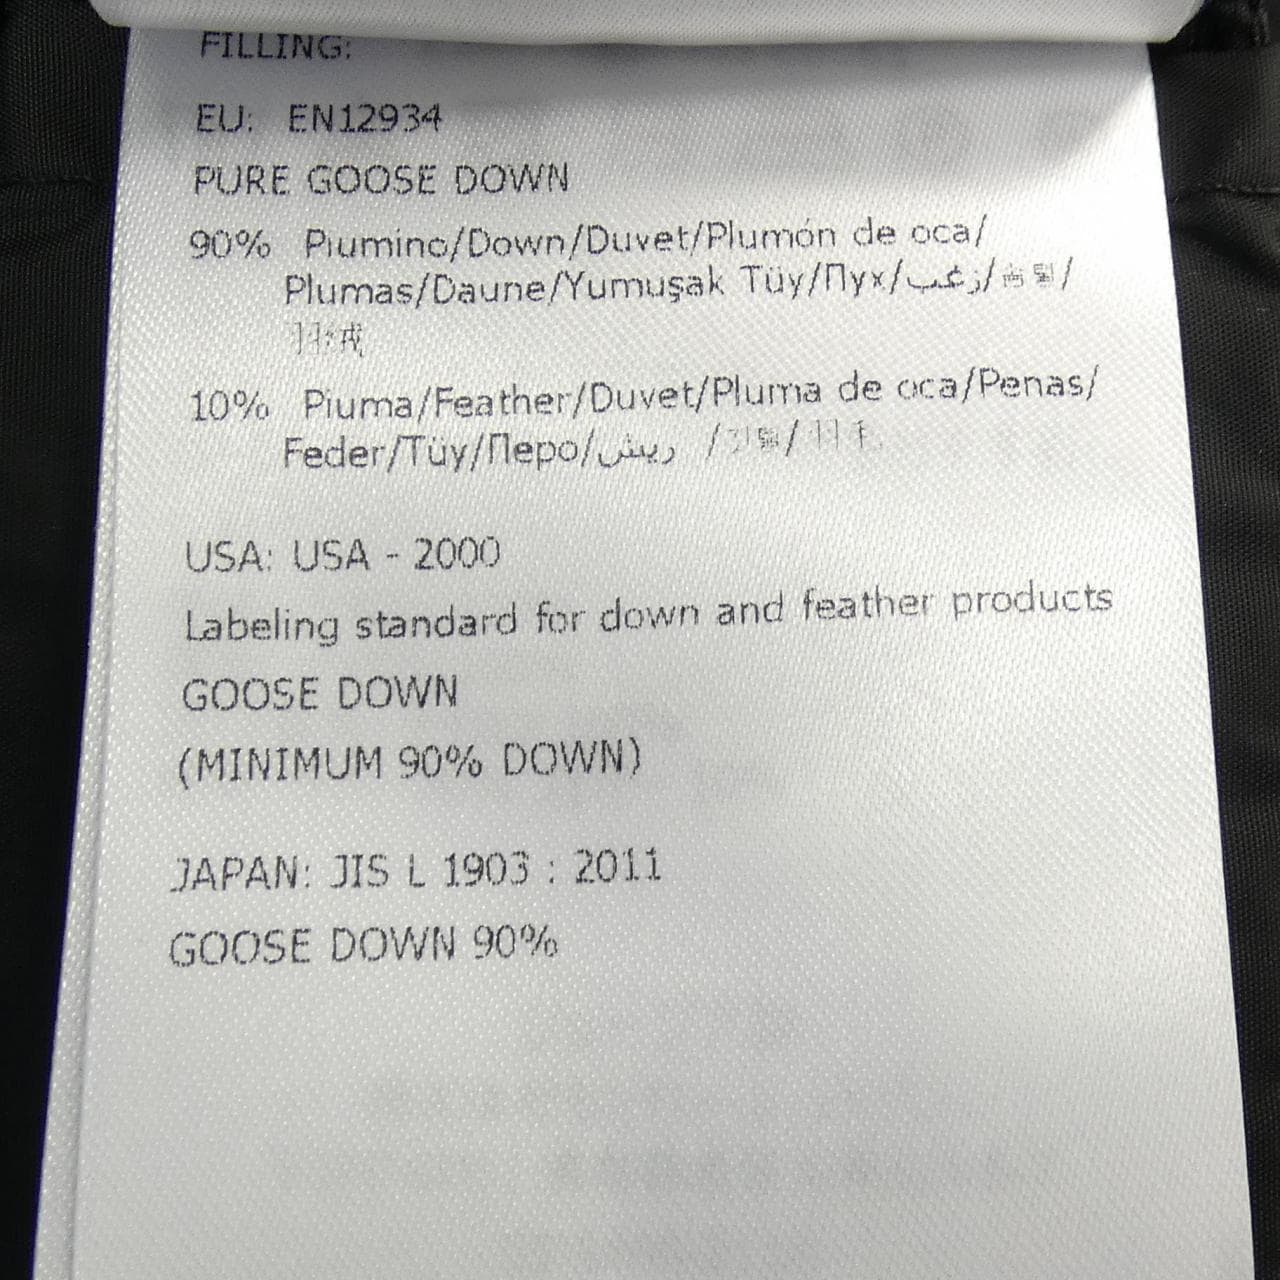 FILLING:
EU: EN12934
PURE GOOSE DOWN
90% Piumino/Down/Duvet/Plumón de oca/
Plumas/Daune/Yumuşak Tüy/Пух/زغب/
10% Piuma/Feather/Duvet/Pluma de oca/Penas/
Feder/Tüy/Перо/ريش /
USA: USA - 2000
Labeling standard for down and feather products
GOOSE DOWN
(MINIMUM 90% DOWN)
JAPAN: JIS L 1903 : 2011
GOOSE DOWN 90%